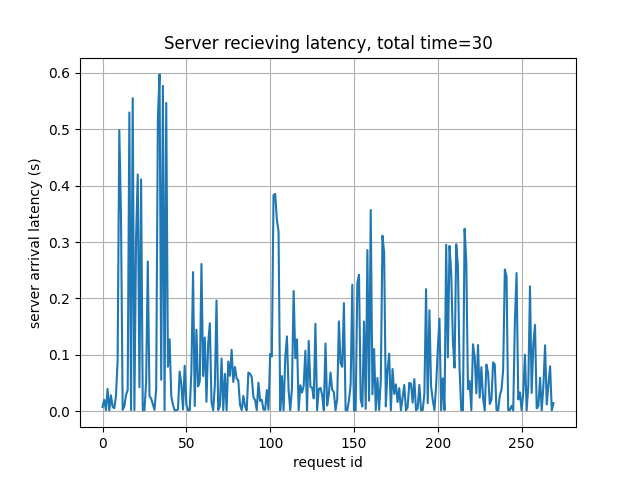 Server recieving latency, total time=30
0.6
0.5
0.4
0.3
0.2
0.1
0.0
server arrival latency (s)
0 50 100 150 200 250
request id